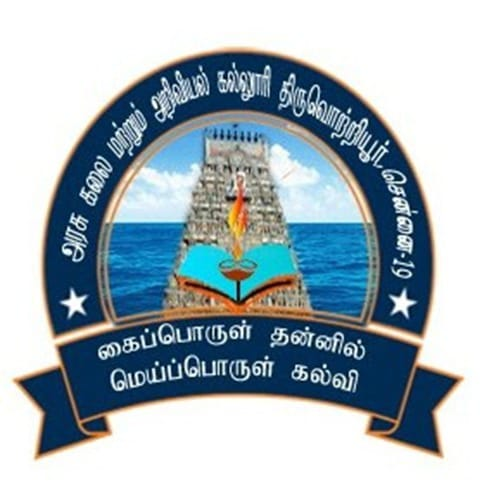 அரசு கலை மற்றும் அறிவியல் கல்லூரி திருவொற்றியூர், சென்னை-19
கைப்பொருள் தன்னில்
மெய்ப்பொருள் கல்வி